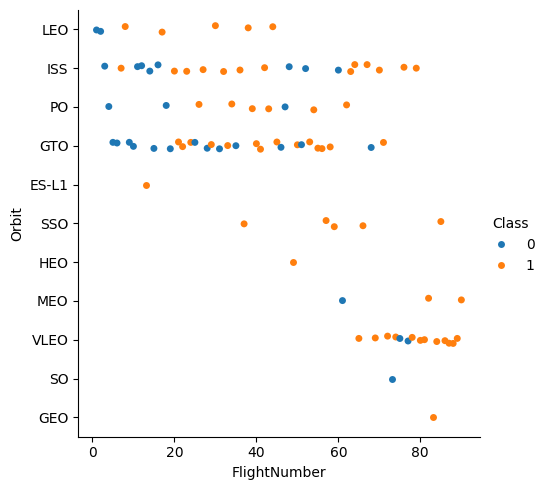 LEO
ISS
PO
GTO
ES-L1
SSO
HEO
MEO
VLEO
SO
GEO
Orbit
0 20 40 60 80
FlightNumber
Class
0
1